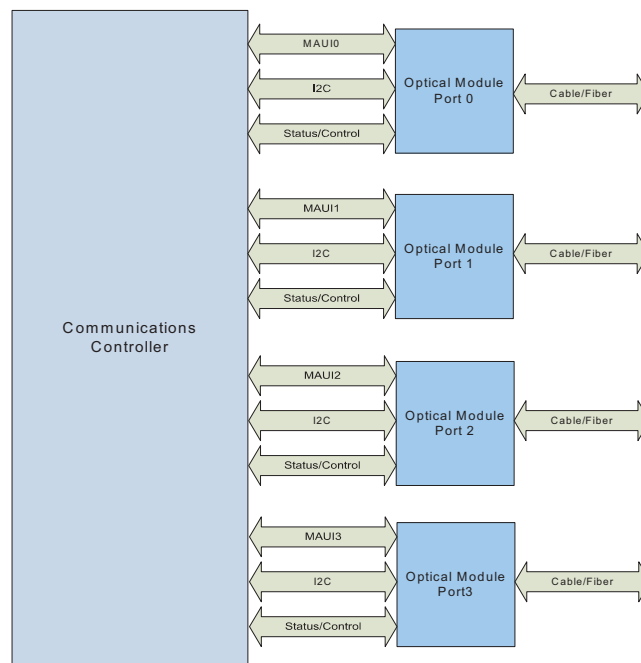 Communications
Controller
MAUI0
I2C
Status/Control
Optical Module
Port 0
Cable/Fiber
MAUI1
I2C
Status/Control
Optical Module
Port 1
Cable/Fiber
MAUI2
I2C
Status/Control
Optical Module
Port 2
Cable/Fiber
MAUI3
I2C
Status/Control
Optical Module
Port3
Cable/Fiber